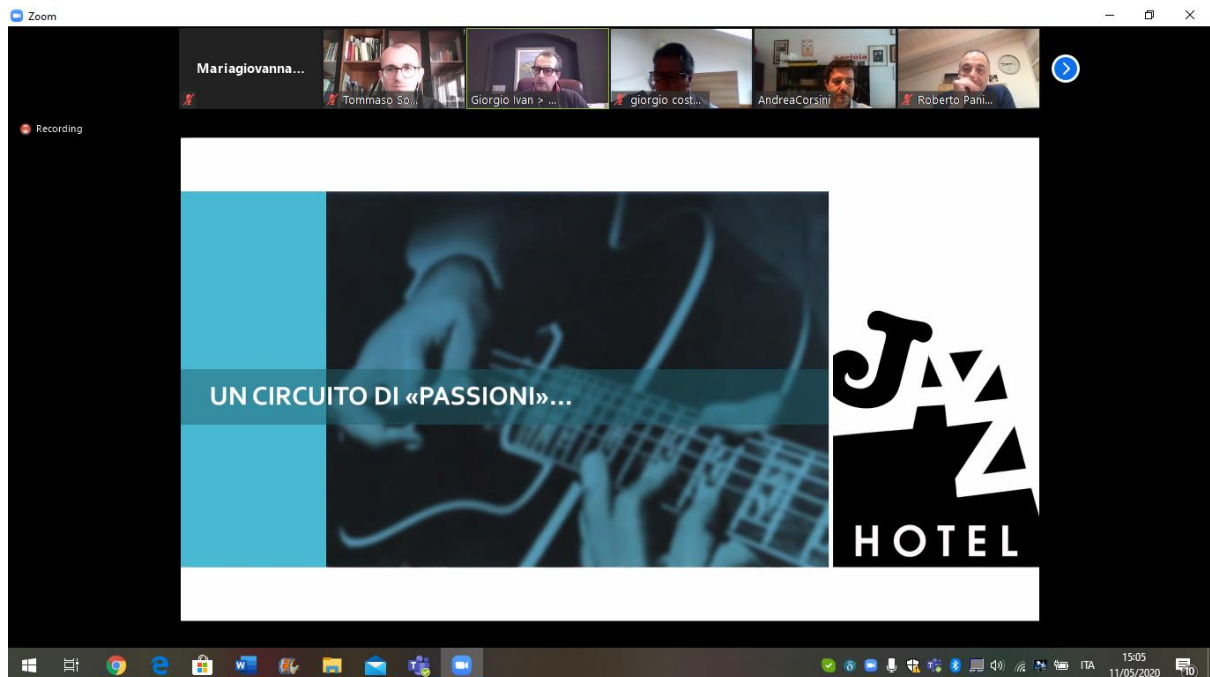 Zoom
Mariagiovanna...
Tommaso So...
Giorgio Ivan > ...
giorgio cost...
AndreaCorsini
Roberto Pani...
Recording
UN CIRCUITO DI «PASSIONI»...
JAZZ
HOTEL
ITA
15:05
11/05/2020
10